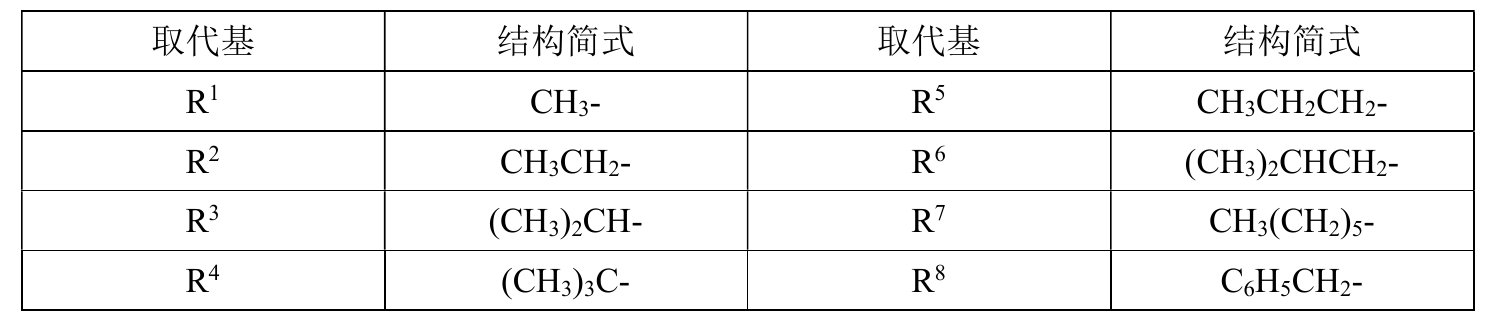 取代基 结构简式 取代基 结构简式
R¹ CH₃- R⁵ CH₃CH₂CH₂-
R² CH₃CH₂- R⁶ (CH₃)₂CHCH₂-
R³ (CH₃)₂CH- R⁷ CH₃(CH₂)₅-
R⁴ (CH₃)₃C- R⁸ C₆H₅CH₂-